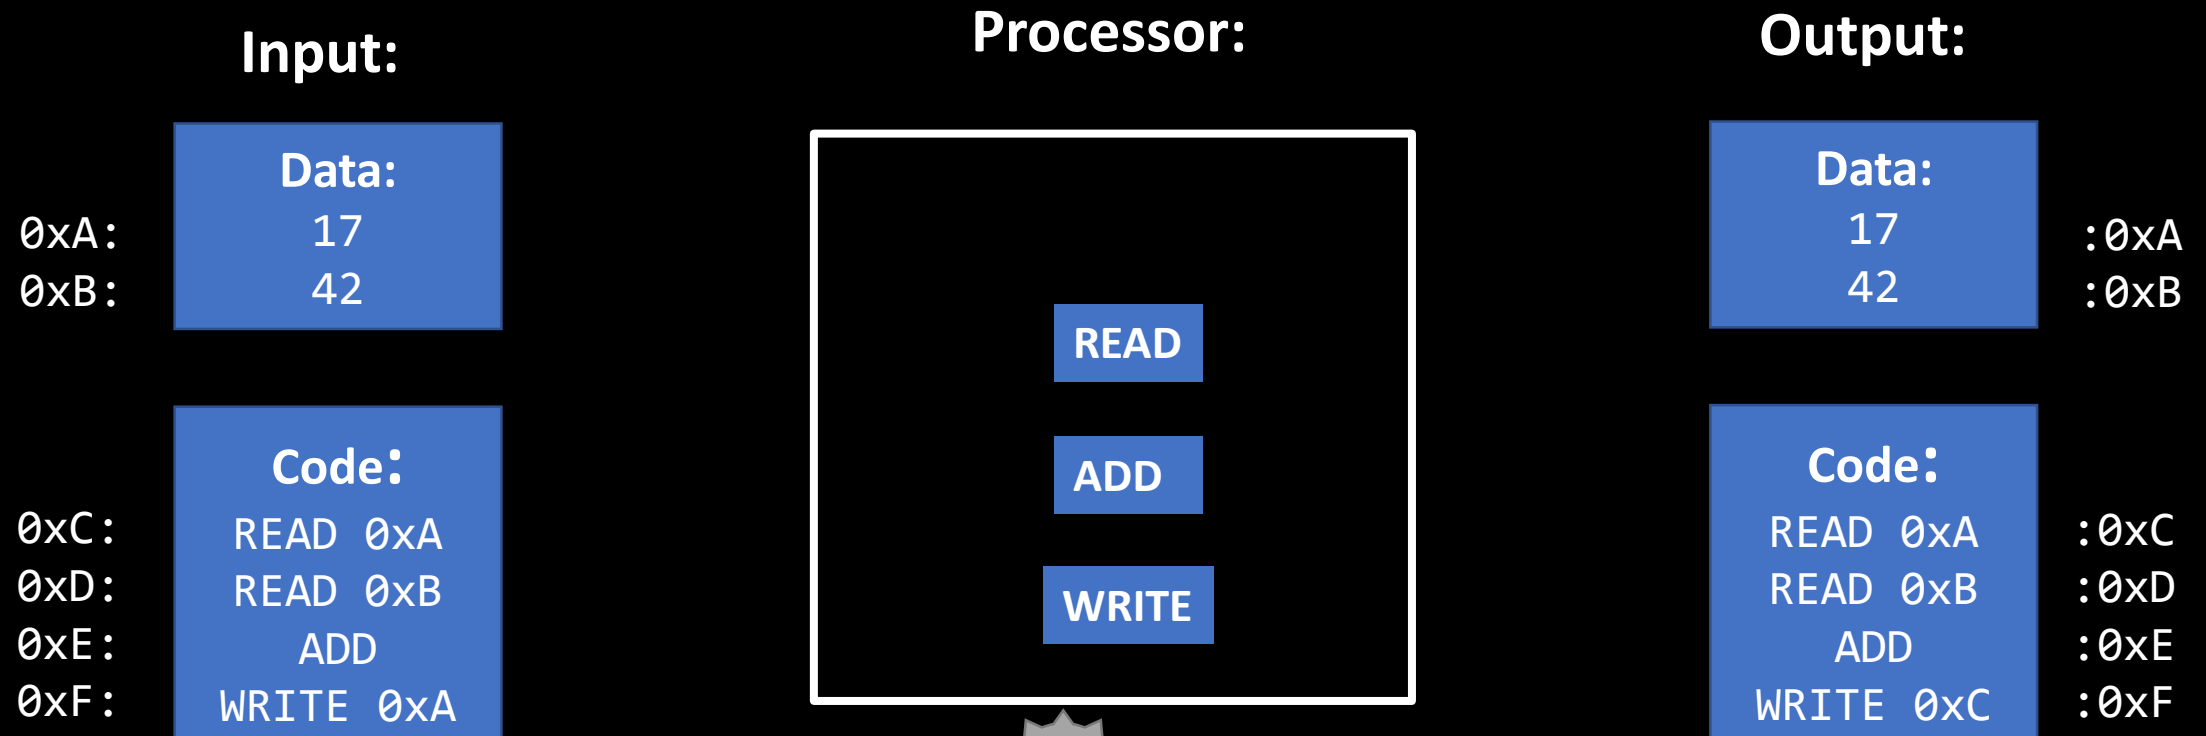 Input:
Data:
0xA: 17
0xB: 42
Code:
0xC: READ 0xA
0xD: READ 0xB
0xE: ADD
0xF: WRITE 0xA
Processor:
READ
ADD
WRITE
Output:
Data:
17 :0xA
42 :0xB
Code:
READ 0xA :0xC
READ 0xB :0xD
ADD :0xE
WRITE 0xC :0xF